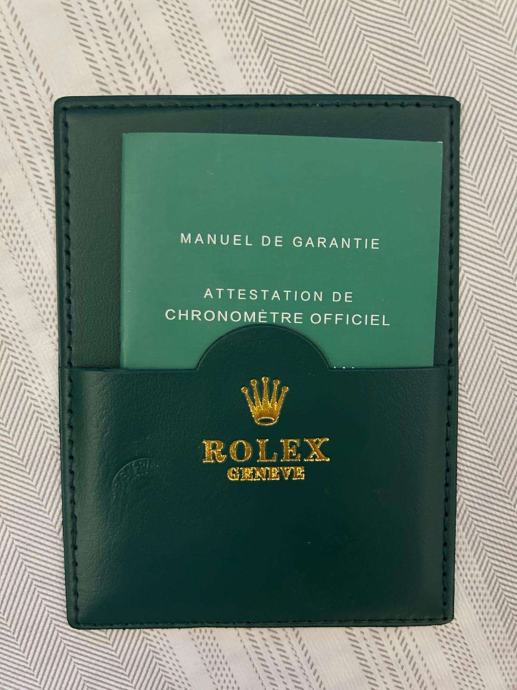 MANUEL DE GARANTIE
ATTESTATION DE
CHRONOMÈTRE OFFICIEL
ROLEX
GENEVE